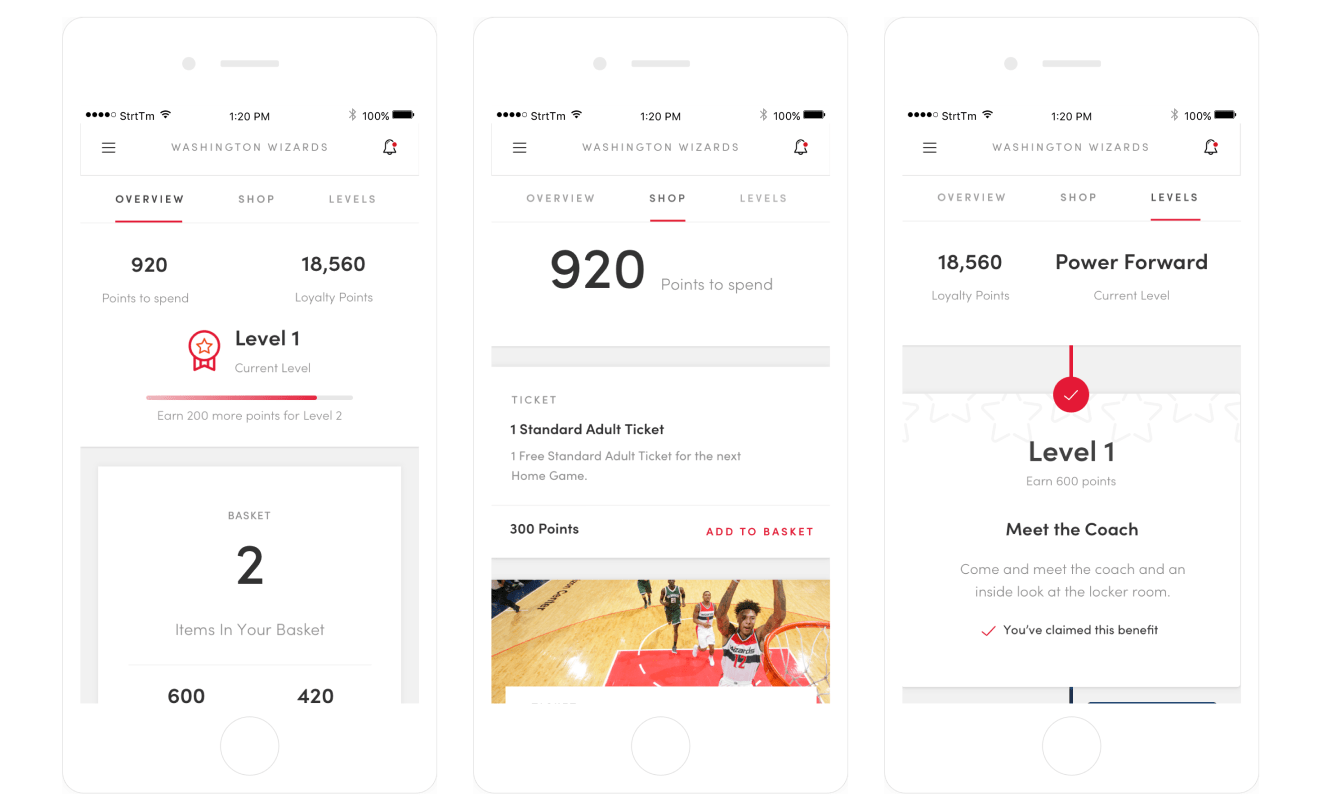 StrtTm 1:20 PM 100%
WASHINGTON WIZARDS
OVERVIEW SHOP LEVELS
920 18,560
Points to spend Loyalty Points
Level 1
Current Level
Earn 200 more points for Level 2
BASKET
2
Items In Your Basket
600 420
StrtTm 1:20 PM 100%
WASHINGTON WIZARDS
OVERVIEW SHOP LEVELS
920 Points to spend
TICKET
1 Standard Adult Ticket
1 Free Standard Adult Ticket for the next
Home Game.
300 Points ADD TO BASKET
Wizards
12
StrtTm 1:20 PM 100%
WASHINGTON WIZARDS
OVERVIEW SHOP LEVELS
18,560 Power Forward
Loyalty Points Current Level
Level 1
Earn 600 points
Meet the Coach
Come and meet the coach and an
inside look at the locker room.
You’ve claimed this benefit